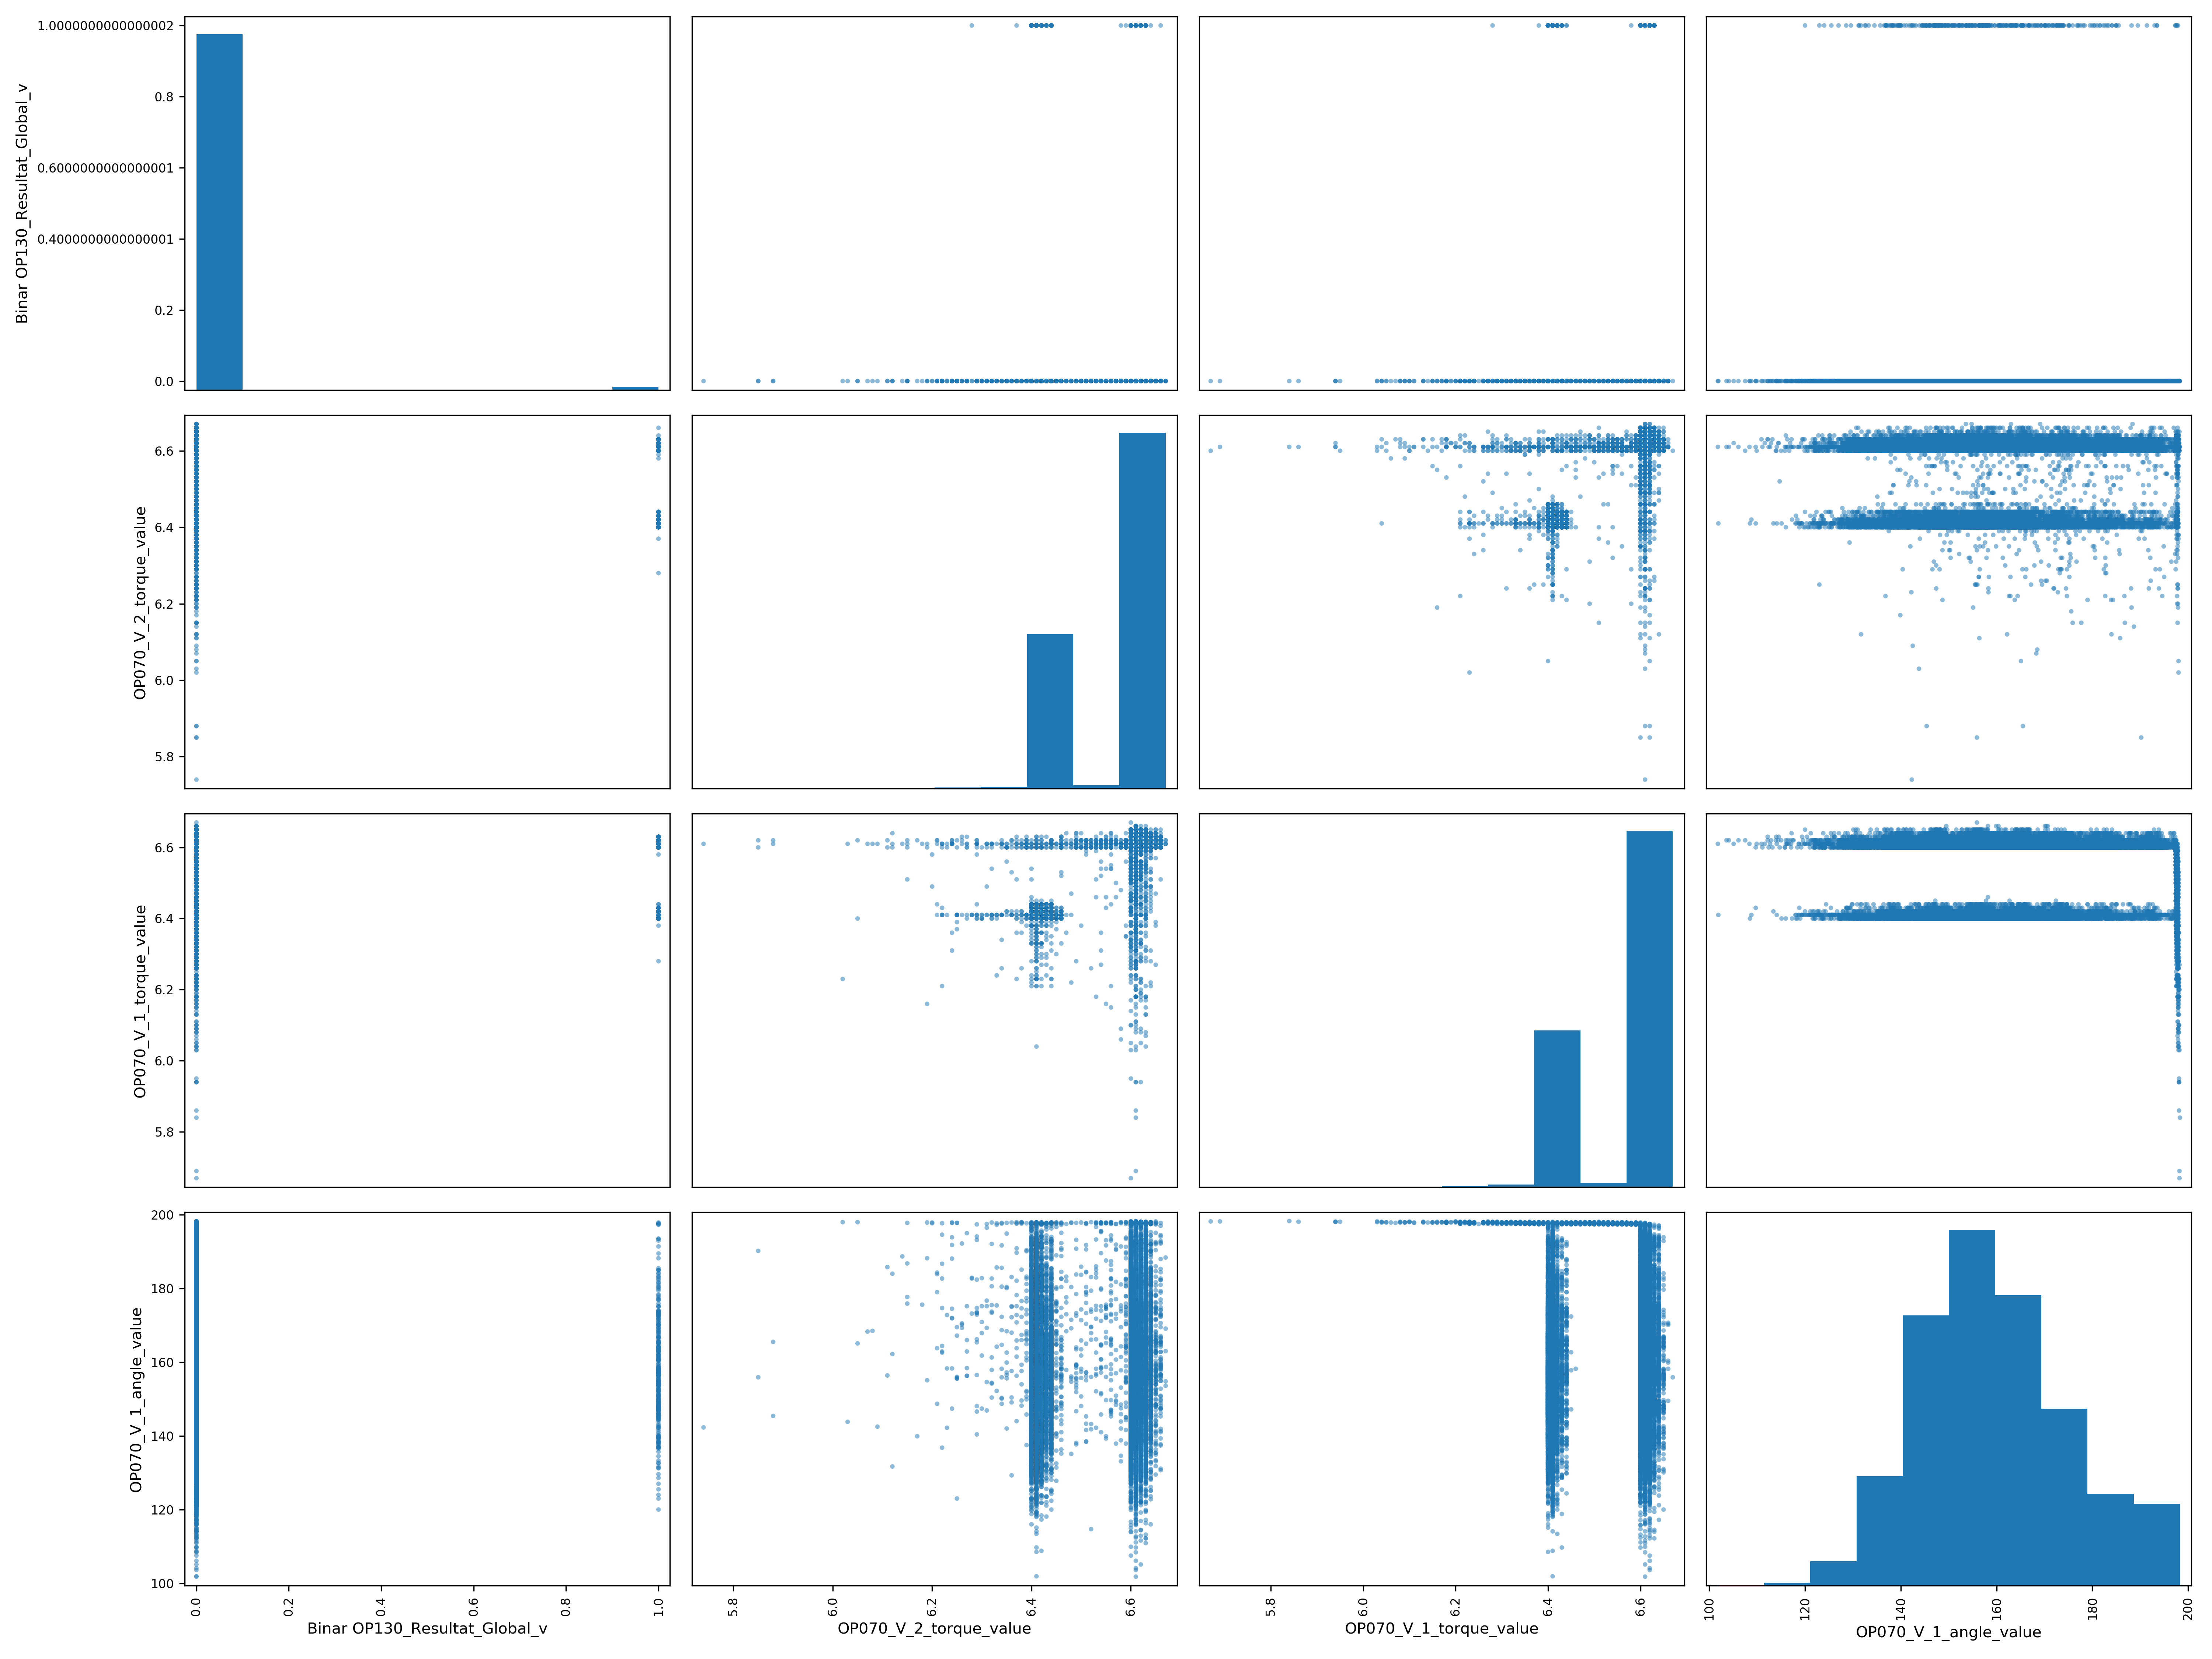 1.0000000000000002
0.8
0.6000000000000001
0.4000000000000001
0.2
0.0
Binar OP130_Resultat_Global_v
6.6
6.4
6.2
6.0
5.8
OP070_V_2_torque_value
6.6
6.4
6.2
6.0
5.8
OP070_V_1_torque_value
200
180
160
140
120
100
OP070_V_1_angle_value
0.0 0.2 0.4 0.6 0.8 1.0
Binar OP130_Resultat_Global_v
5.8 6.0 6.2 6.4 6.6
OP070_V_2_torque_value
5.8 6.0 6.2 6.4 6.6
OP070_V_1_torque_value
100 120 140 160 180 200
OP070_V_1_angle_value